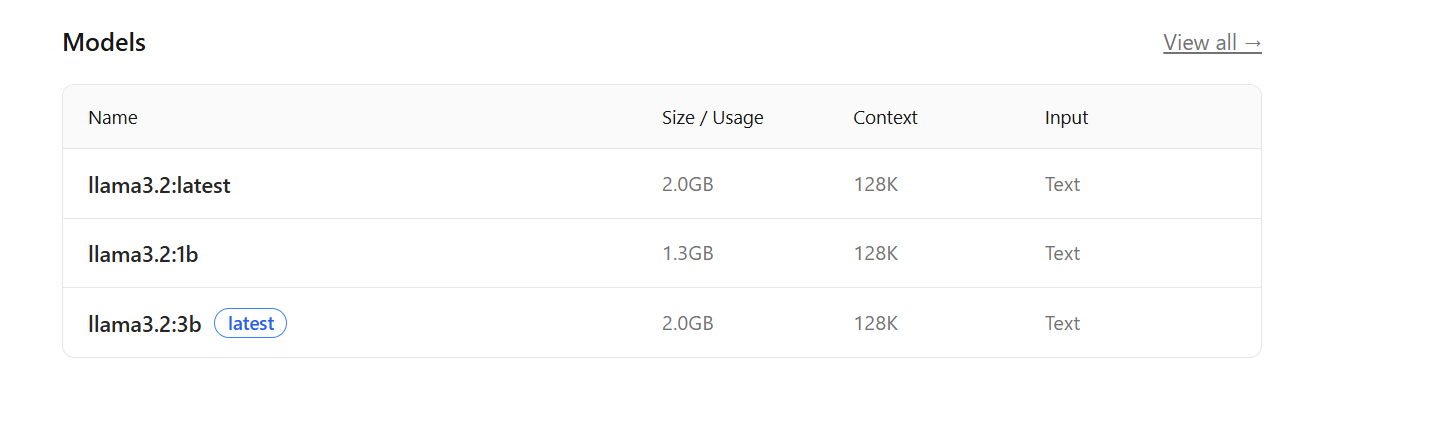 Models View all →
Name Size / Usage Context Input
llama3.2:latest 2.0GB 128K Text
llama3.2:1b 1.3GB 128K Text
llama3.2:3b latest 2.0GB 128K Text